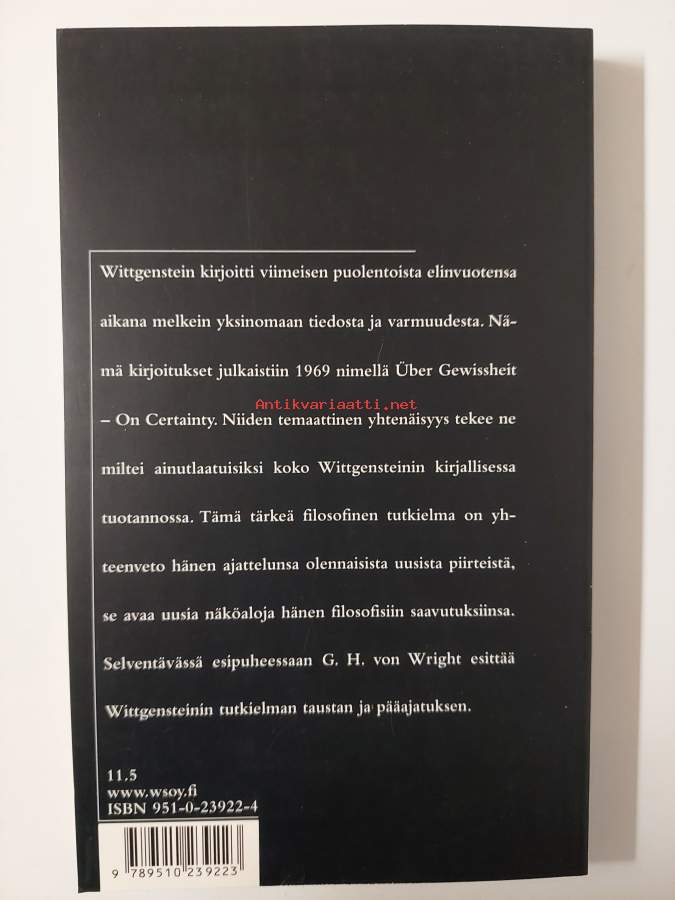 Wittgenstein kirjoitti viimeisen puolentoista elinvuotensa
aikana melkein yksinomaan tiedosta ja varmuudesta. Nä-
mä kirjoitukset julkaistiin 1969 nimellä Über Gewissheit
Antikvariaatti.net
– On Certainty. Niiden temaattinen yhtenäisyys tekee ne
miltei ainutlaatuisiksi koko Wittgensteinin kirjallisessa
tuotannossa. Tämä tärkeä filosofinen tutkielma on yh-
teenveto hänen ajattelunsa olennaisista uusista piirteistä,
se avaa uusia näköaloja hänen filosofisiin saavutuksiinsa.
Selventävässä esipuheessaan G. H. von Wright esittää
Wittgensteinin tutkielman taustan ja pääajatuksen.
11.5
www.wsoy.fi
ISBN 951-0-23922-4
9 789510 239223